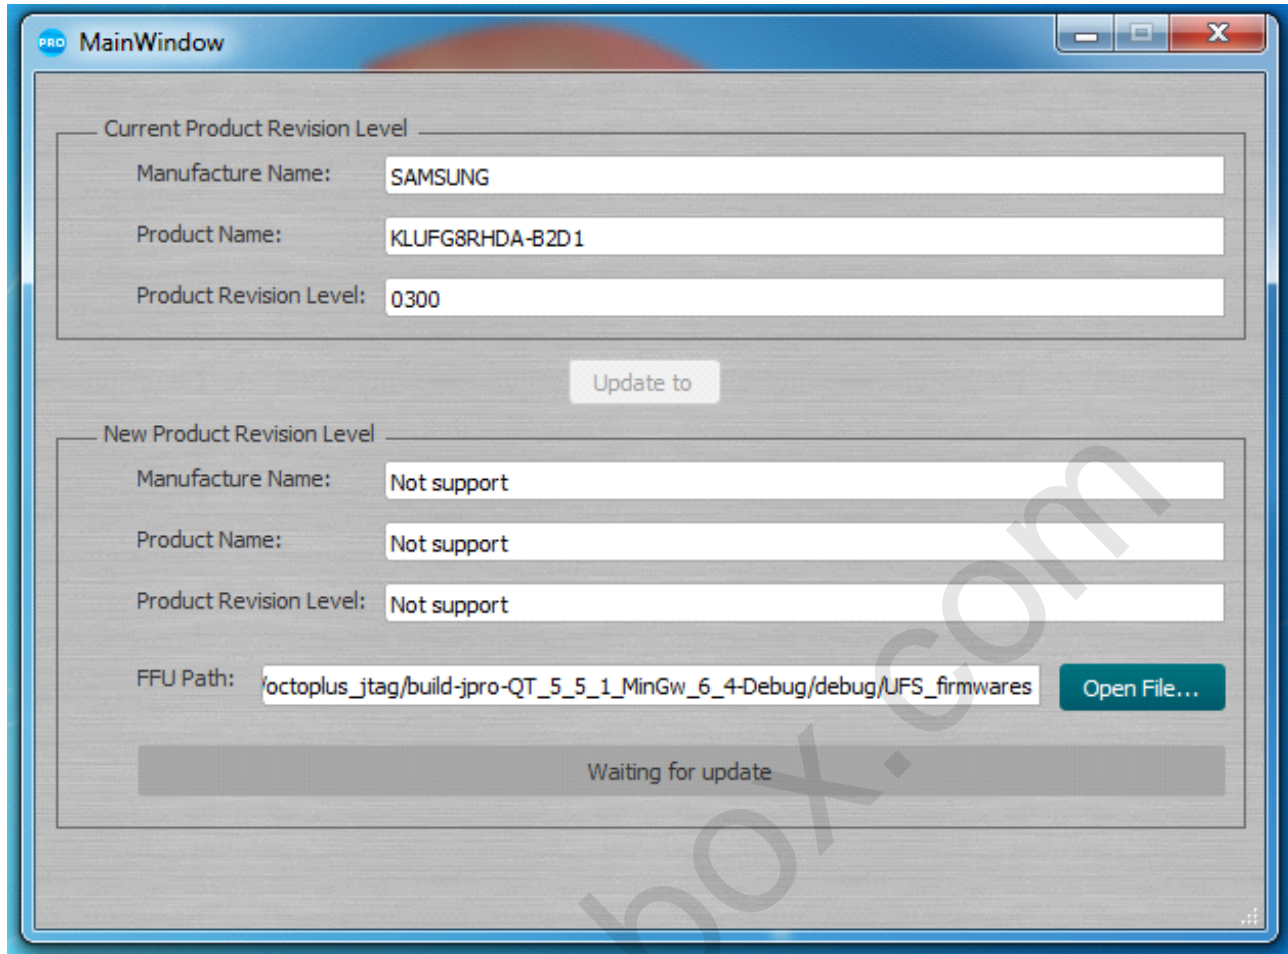 PRO MainWindow
Current Product Revision Level
Manufacture Name: SAMSUNG
Product Name: KLUFG8RHDA-B2D1
Product Revision Level: 0300
Update to
New Product Revision Level
Manufacture Name: Not support
Product Name: Not support
Product Revision Level: Not support
FFU Path: /octoplus_jtag/build-jpro-QT_5_5_1_MinGw_6_4-Debug/debug/UFS_firmwares Open File...
Waiting for update
box.com